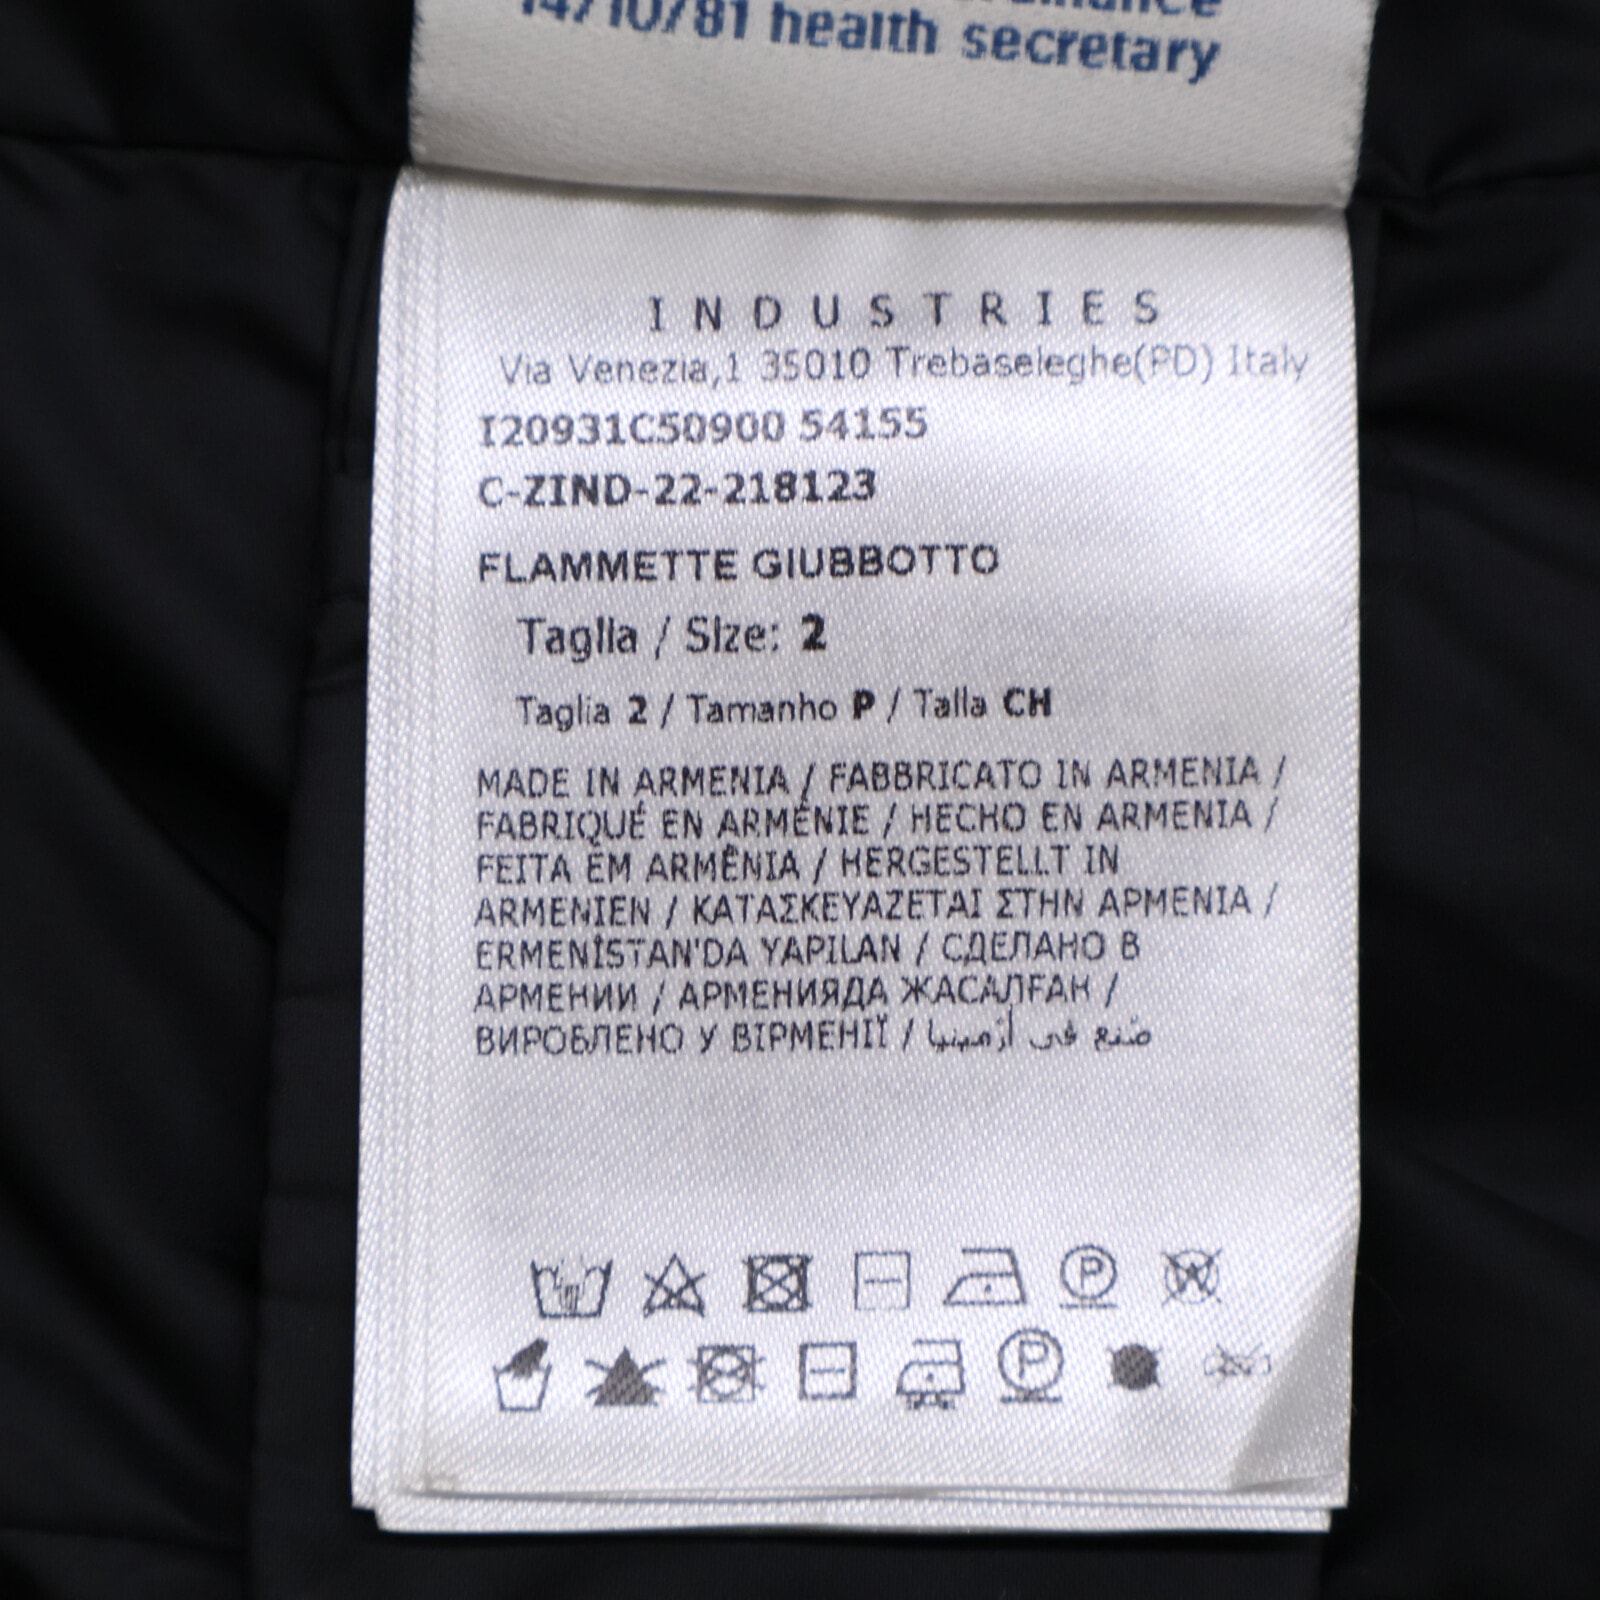 14/10/81 health secretary
INDUSTRIES
Via Venezia,1 35010 Trebaseleghe(PD) Italy
I20931C50900 54155
C-ZIND-22-218123
FLAMMETTE GIUBBOTTO
Taglia / Size: 2
Taglia 2 / Tamanho P / Talla CH
MADE IN ARMENIA / FABBRICATO IN ARMENIA /
FABRIQUÉ EN ARMÉNIE / HECHO EN ARMENIA /
FEITA EM ARMÊNIA / HERGESTELLT IN
ARMENIEN / ΚΑΤΑΣΚΕΥΑΖΕΤΑΙ ΣΤΗΝ ΑΡΜΕΝΙΑ /
ERMENİSTAN'DA YAPILAN / СДЕЛАНО В
АРМЕНИИ / АРМЕНИЯДА ЖАСАЛҒАН /
ВИРОБЛЕНО У ВІРМЕНІЇ / صُنع في أرمينيا
P W
P